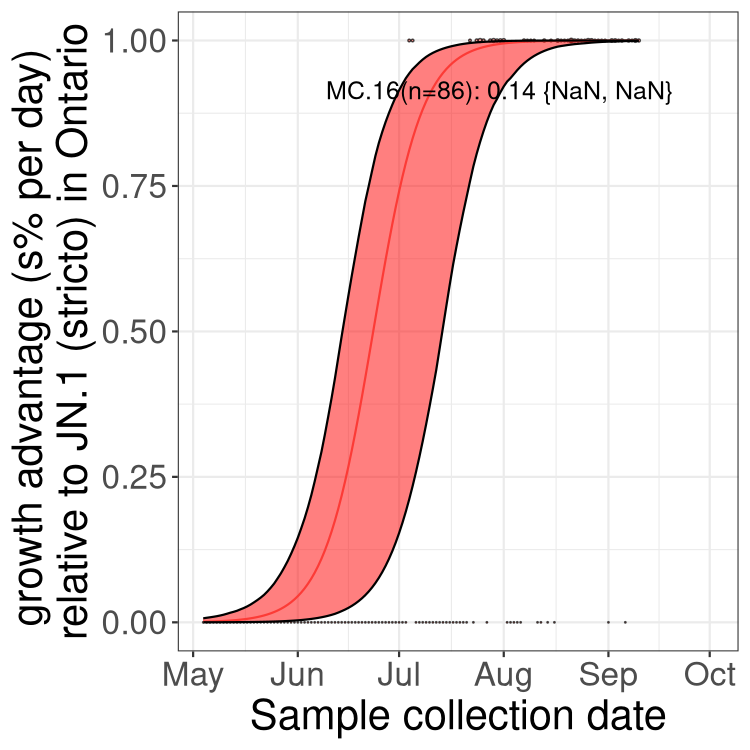 growth advantage (s% per day)
relative to JN.1 (stricto) in Ontario
1.00
0.75
0.50
0.25
0.00
MC.16(n=86): 0.14 {NaN, NaN}
May Jun Jul Aug Sep Oct
Sample collection date